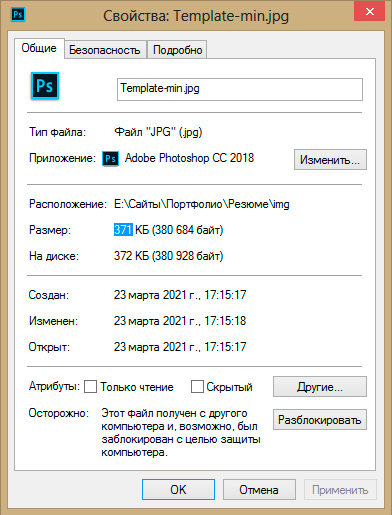 Ps Свойства: Template-min.jpg
Общие Безопасность Подробно
Ps Template-min.jpg
Тип файла: Файл "JPG" (.jpg)
Приложение: Ps Adobe Photoshop CC 2018 Изменить...
Расположение: E:\Сайты\Портфолио\Резюме\img
Размер: 371 КБ (380 684 байт)
На диске: 372 КБ (380 928 байт)
Создан: 23 марта 2021 г., 17:15:17
Изменен: 23 марта 2021 г., 17:15:18
Открыт: 23 марта 2021 г., 17:15:17
Атрибуты: Только чтение Скрытый Другие...
Осторожно: Этот файл получен с другого Разблокировать
компьютера и, возможно, был
заблокирован с целью защиты
компьютера.
OK Отмена Применить